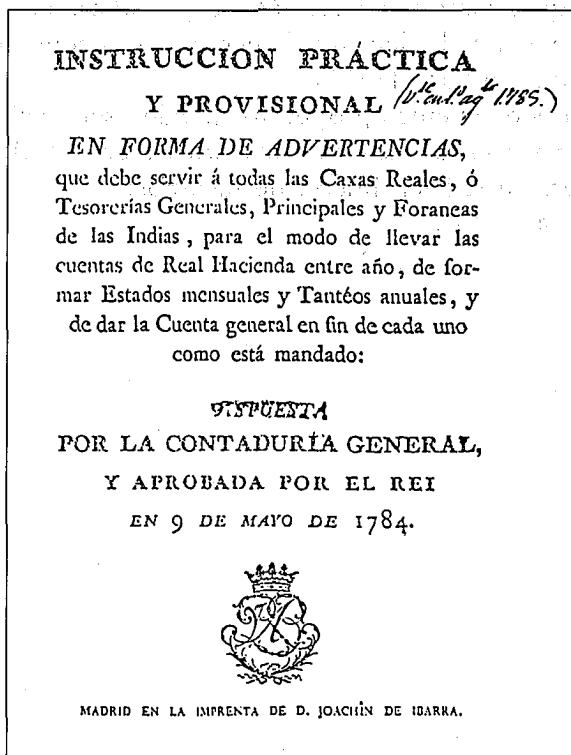 INSTRUCCION PRÁCTICA
Y PROVISIONAL
EN FORMA DE ADVERTENCIAS,
que debe servir á todas las Caxas Reales, ó
Tesorerías Generales, Principales y Foraneas
de las Indias, para el modo de llevar las
cuentas de Real Hacienda entre año, de for-
mar Estados mensuales y Tantéos anuales, y
de dar la Cuenta general en fin de cada uno
como está mandado:
DISPUESTA
POR LA CONTADURÍA GENERAL,
Y APROBADA POR EL REI
EN 9 DE MAYO DE 1784.
MADRID EN LA IMPRENTA DE D. JOACHÎN DE IBARRA.